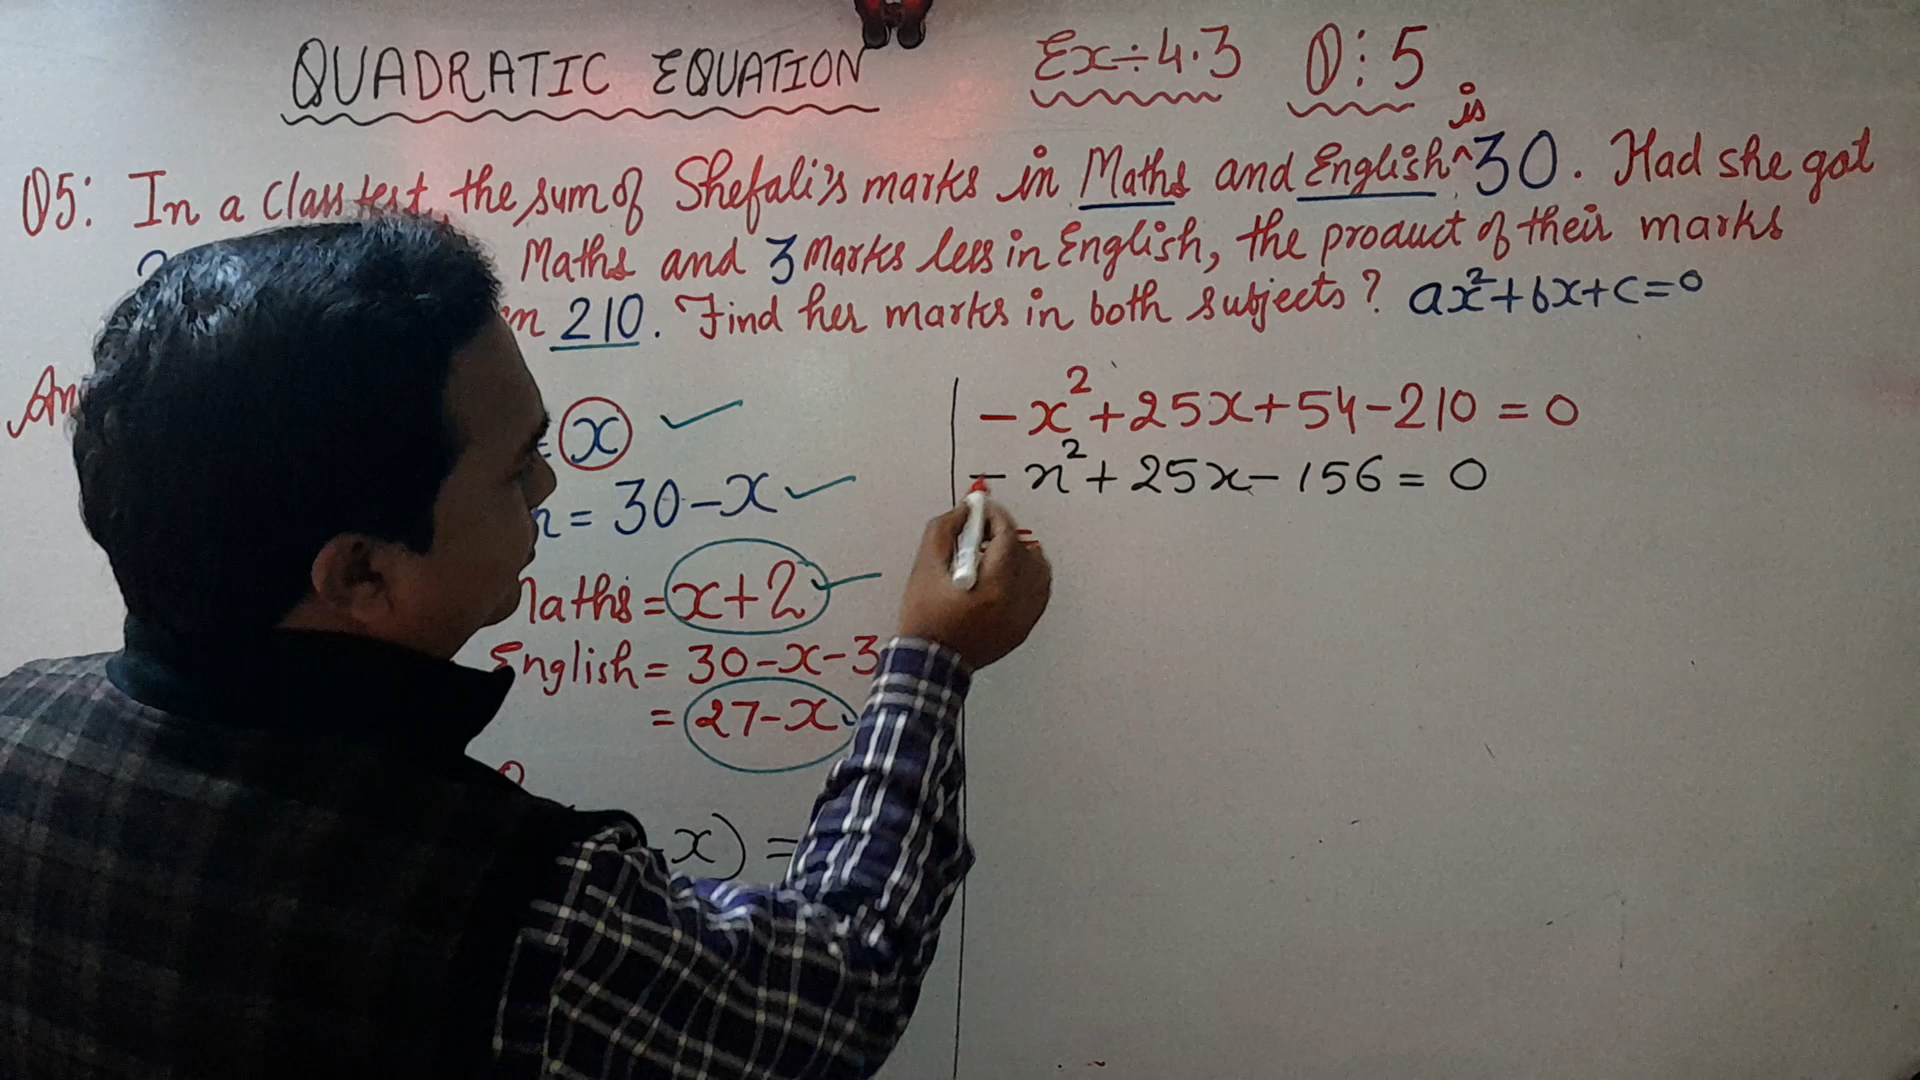 QUADRATIC EQUATION Ex÷4.3 Q:5
Q5: In a Class test, the sum of Shefali's marks in Maths and English ^is 30. Had she got
2 Maths and 3 Marks less in English, the product of their marks
210. Find her marks in both subjects? ax²+bx+c=0
Ans
= x
= 30-x
Maths = x+2
English = 30-x-3
= 27-x
-x) =
-x²+25x+54-210=0
-x²+25x-156=0
=